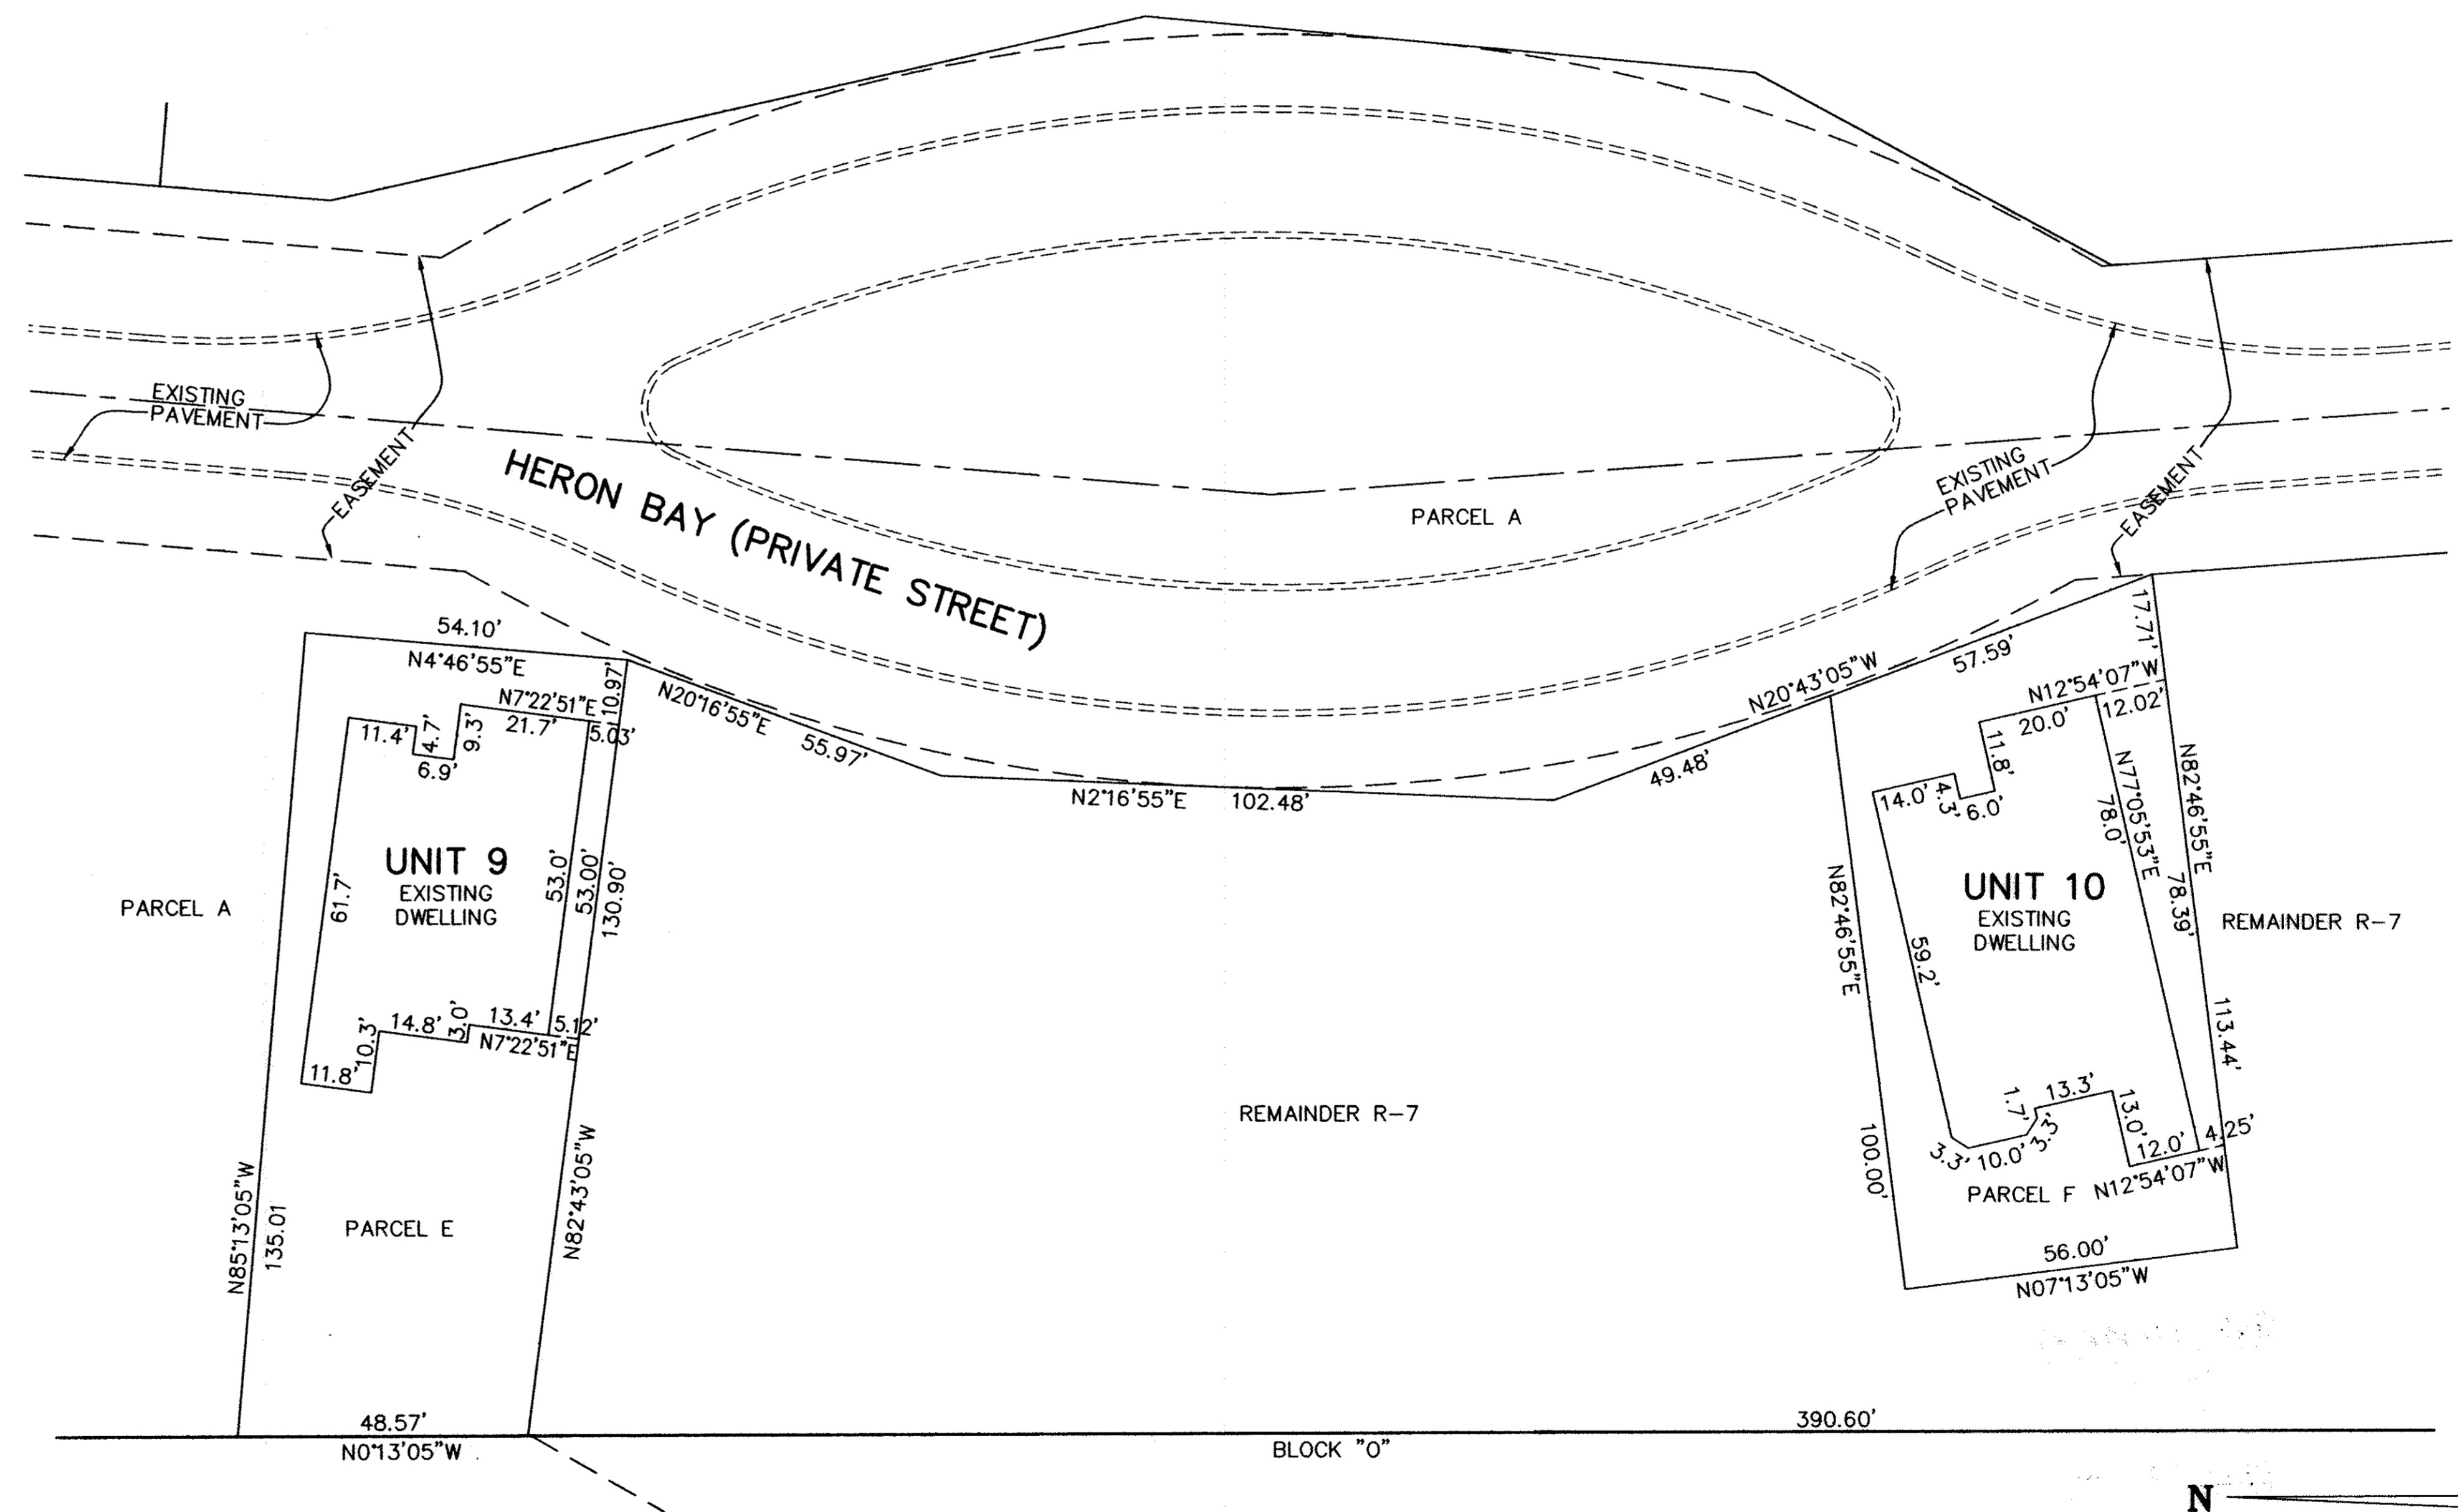 EXISTING
PAVEMENT
EASEMENT
HERON BAY (PRIVATE STREET)
PARCEL A
EXISTING
PAVEMENT
EASEMENT
54.10'
N4°46'55"E
10.97'
N7°22'51"E
21.7'
5.03'
11.4'
4.7'
9.3'
6.9'
N20°16'55"E
55.97'
N2°16'55"E
102.48'
49.48'
N20°43'05"W
57.59'
17.71'
N12°54'07"W
20.0'
12.02'
11.8'
14.0'
4.3'
6.0'
N77°05'53"E
78.0'
N82°46'55"E
78.39'
113.44'
UNIT 9
EXISTING
DWELLING
61.7'
53.0'
53.00'
130.90'
PARCEL A
UNIT 10
EXISTING
DWELLING
59.2'
N82°46'55"E
100.00'
REMAINDER R-7
14.8'
3.0'
13.4'
5.12'
N7°22'51"E
10.3'
11.8'
REMAINDER R-7
1.7'
13.3'
13.0'
3.3'
10.0'
3.3'
12.0'
4.25'
N12°54'07"W
PARCEL F
N85°13'05"W
135.01
PARCEL E
N82°43'05"W
56.00'
N07°13'05"W
48.57'
N0°13'05"W
390.60'
BLOCK "O"
N